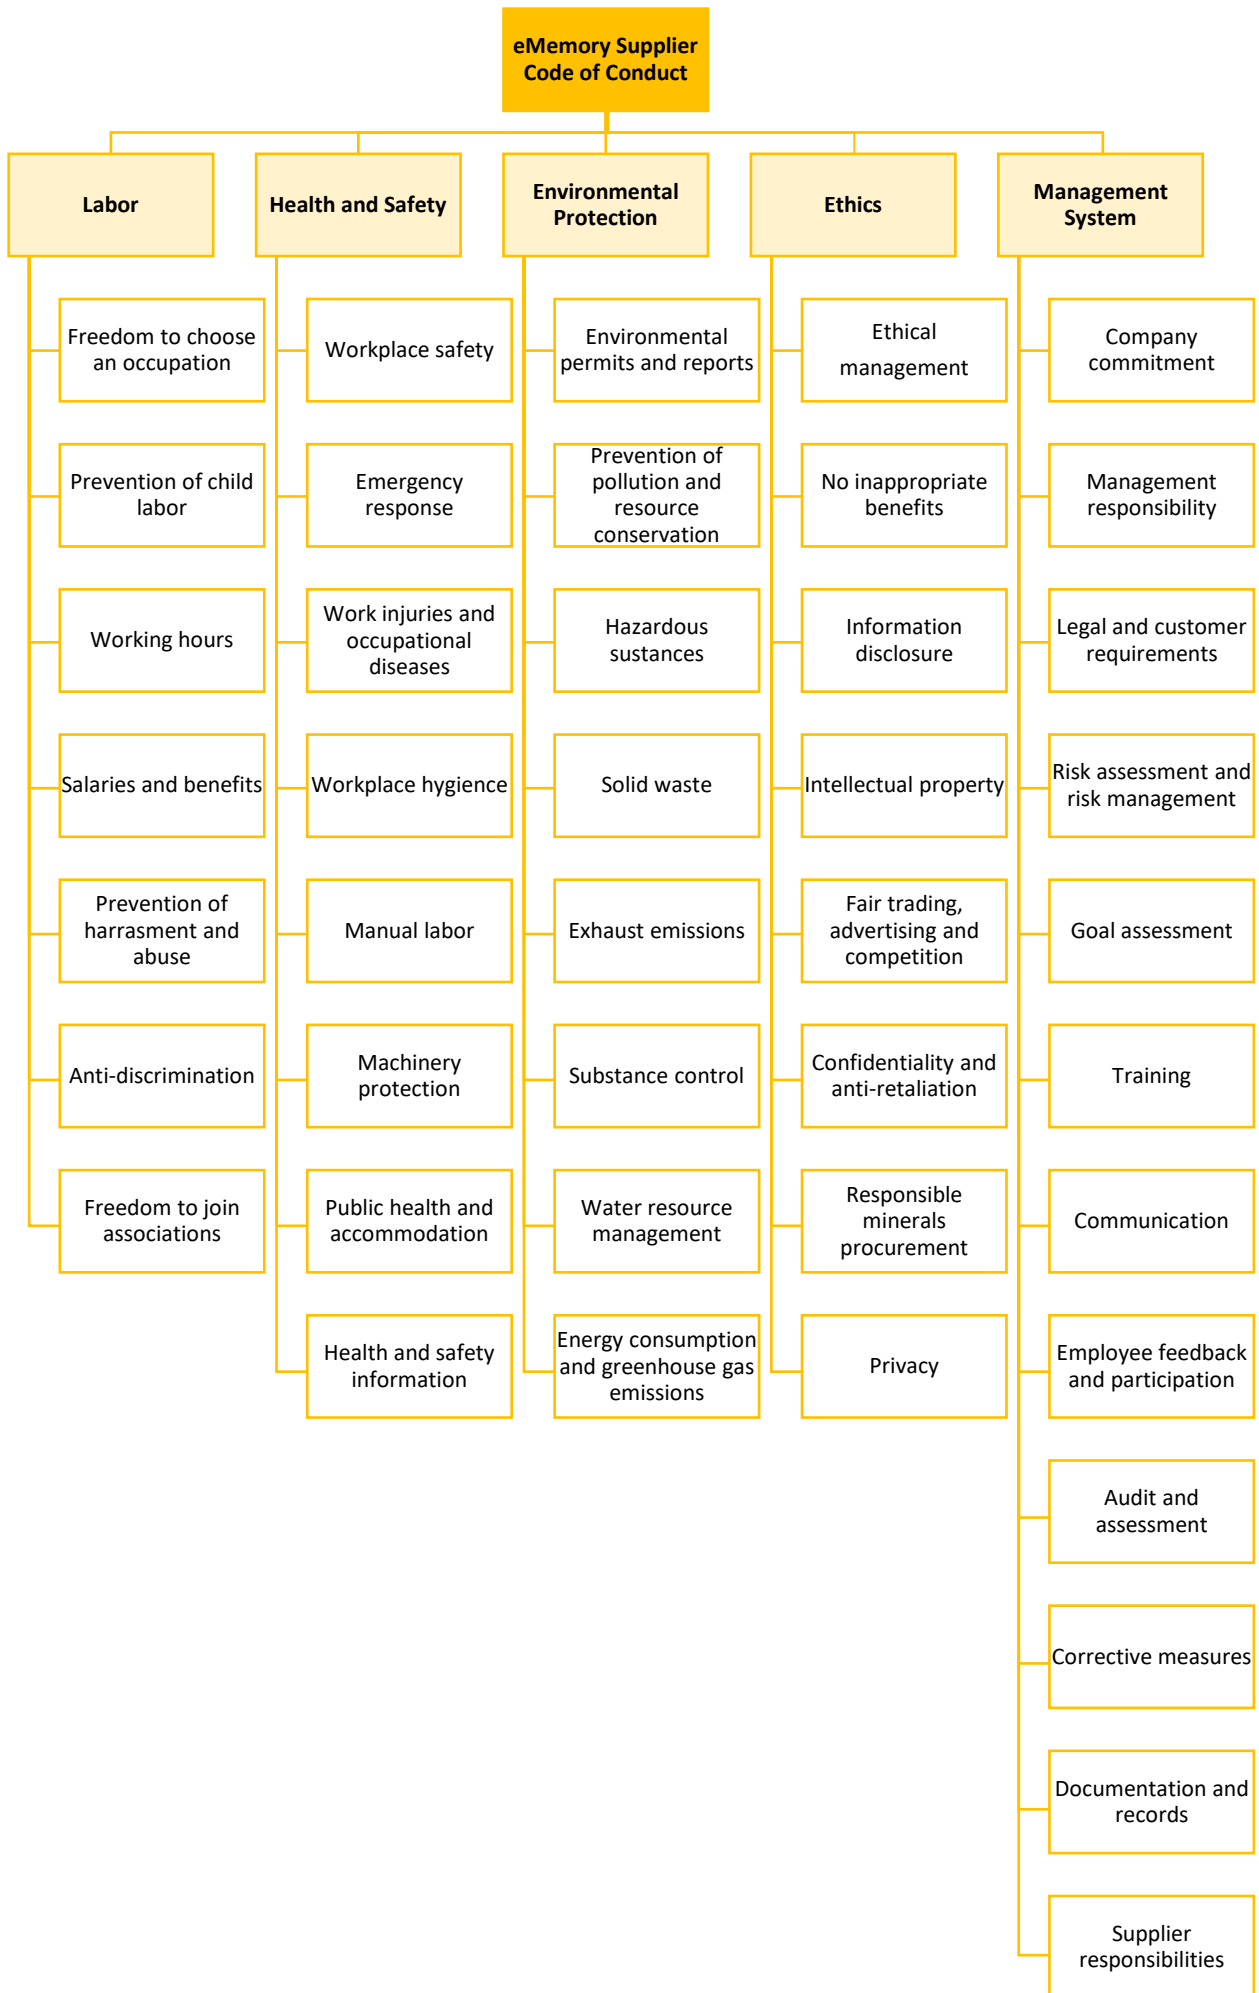 eMemory Supplier
Code of Conduct
Labor
Freedom to choose
an occupation
Prevention of child
labor
Working hours
Salaries and benefits
Prevention of
harrasment and
abuse
Anti-discrimination
Freedom to join
associations
Health and Safety
Workplace safety
Emergency
response
Work injuries and
occupational
diseases
Workplace hygience
Manual labor
Machinery
protection
Public health and
accommodation
Health and safety
information
Environmental
Protection
Environmental
permits and reports
Prevention of
pollution and
resource
conservation
Hazardous
sustances
Solid waste
Exhaust emissions
Substance control
Water resource
management
Energy consumption
and greenhouse gas
emissions
Ethics
Ethical
management
No inappropriate
benefits
Information
disclosure
Intellectual property
Fair trading,
advertising and
competition
Confidentiality and
anti-retaliation
Responsible
minerals
procurement
Privacy
Management
System
Company
commitment
Management
responsibility
Legal and customer
requirements
Risk assessment and
risk management
Goal assessment
Training
Communication
Employee feedback
and participation
Audit and
assessment
Corrective measures
Documentation and
records
Supplier
responsibilities